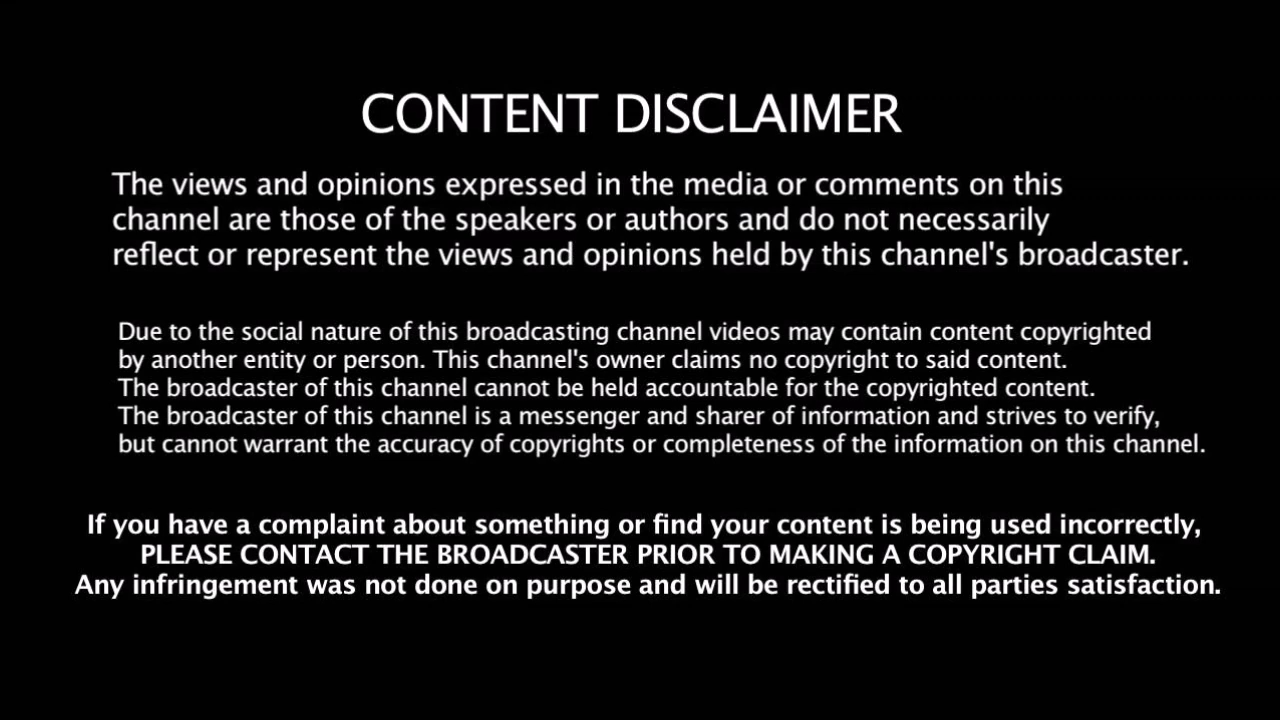 CONTENT DISCLAIMER
The views and opinions expressed in the media or comments on this
channel are those of the speakers or authors and do not necessarily
reflect or represent the views and opinions held by this channel's broadcaster.
Due to the social nature of this broadcasting channel videos may contain content copyrighted
by another entity or person. This channel's owner claims no copyright to said content.
The broadcaster of this channel cannot be held accountable for the copyrighted content.
The broadcaster of this channel is a messenger and sharer of information and strives to verify,
but cannot warrant the accuracy of copyrights or completeness of the information on this channel.
If you have a complaint about something or find your content is being used incorrectly,
PLEASE CONTACT THE BROADCASTER PRIOR TO MAKING A COPYRIGHT CLAIM.
Any infringement was not done on purpose and will be rectified to all parties satisfaction.